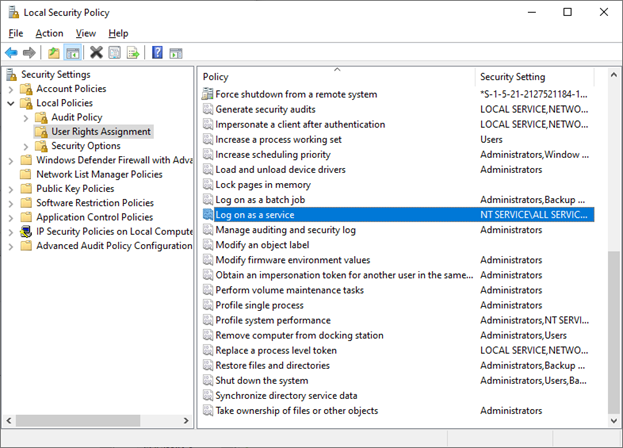 Local Security Policy
File Action View Help
Security Settings
Account Policies
Local Policies
Audit Policy
User Rights Assignment
Security Options
Windows Defender Firewall with Adva
Network List Manager Policies
Public Key Policies
Software Restriction Policies
Application Control Policies
IP Security Policies on Local Compute
Advanced Audit Policy Configuration
Policy Security Setting
Force shutdown from a remote system *S-1-5-21-2127521184-1...
Generate security audits LOCAL SERVICE,NETWO...
Impersonate a client after authentication LOCAL SERVICE,NETWO...
Increase a process working set Users
Increase scheduling priority Administrators,Window ...
Load and unload device drivers Administrators
Lock pages in memory
Log on as a batch job Administrators,Backup ...
Log on as a service NT SERVICE\ALL SERVIC...
Manage auditing and security log Administrators
Modify an object label
Modify firmware environment values Administrators
Obtain an impersonation token for another user in the same... Administrators
Perform volume maintenance tasks Administrators
Profile single process Administrators
Profile system performance Administrators,NT SERVI...
Remove computer from docking station Administrators,Users
Replace a process level token LOCAL SERVICE,NETWO...
Restore files and directories Administrators,Backup ...
Shut down the system Administrators,Users,Ba...
Synchronize directory service data
Take ownership of files or other objects Administrators